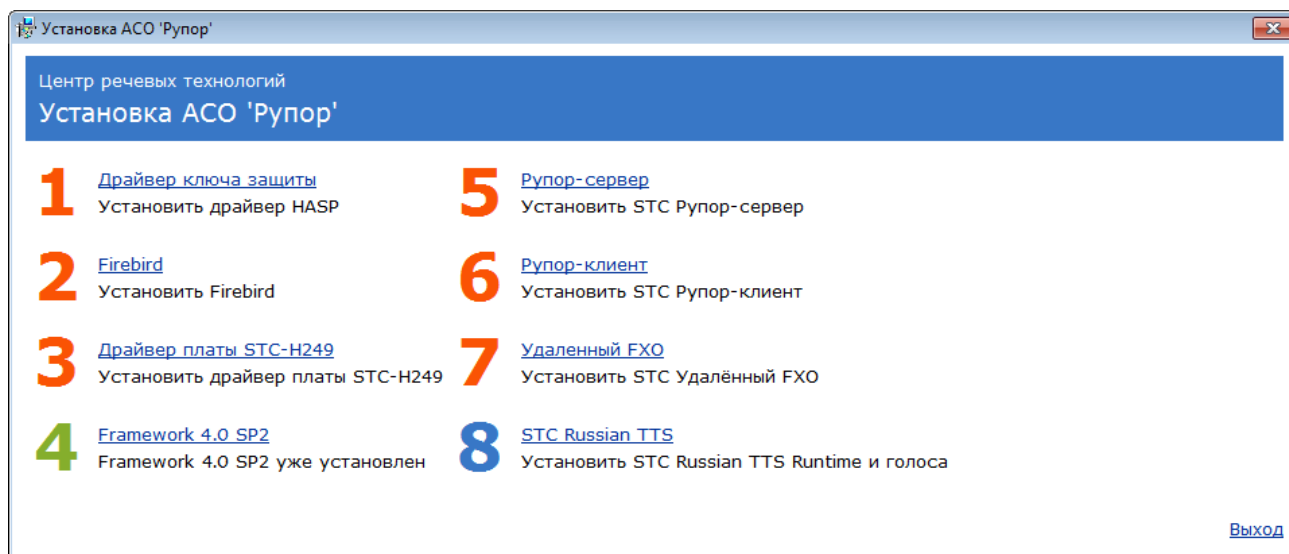 Установка АСО 'Рупор'
Центр речевых технологий
Установка АСО 'Рупор'
1 Драйвер ключа защиты
Установить драйвер HASP
2 Firebird
Установить Firebird
3 Драйвер платы STC-H249
Установить драйвер платы STC-H249
4 Framework 4.0 SP2
Framework 4.0 SP2 уже установлен
5 Рупор-сервер
Установить STC Рупор-сервер
6 Рупор-клиент
Установить STC Рупор-клиент
7 Удаленный FXO
Установить STC Удалённый FXO
8 STC Russian TTS
Установить STC Russian TTS Runtime и голоса
Выход